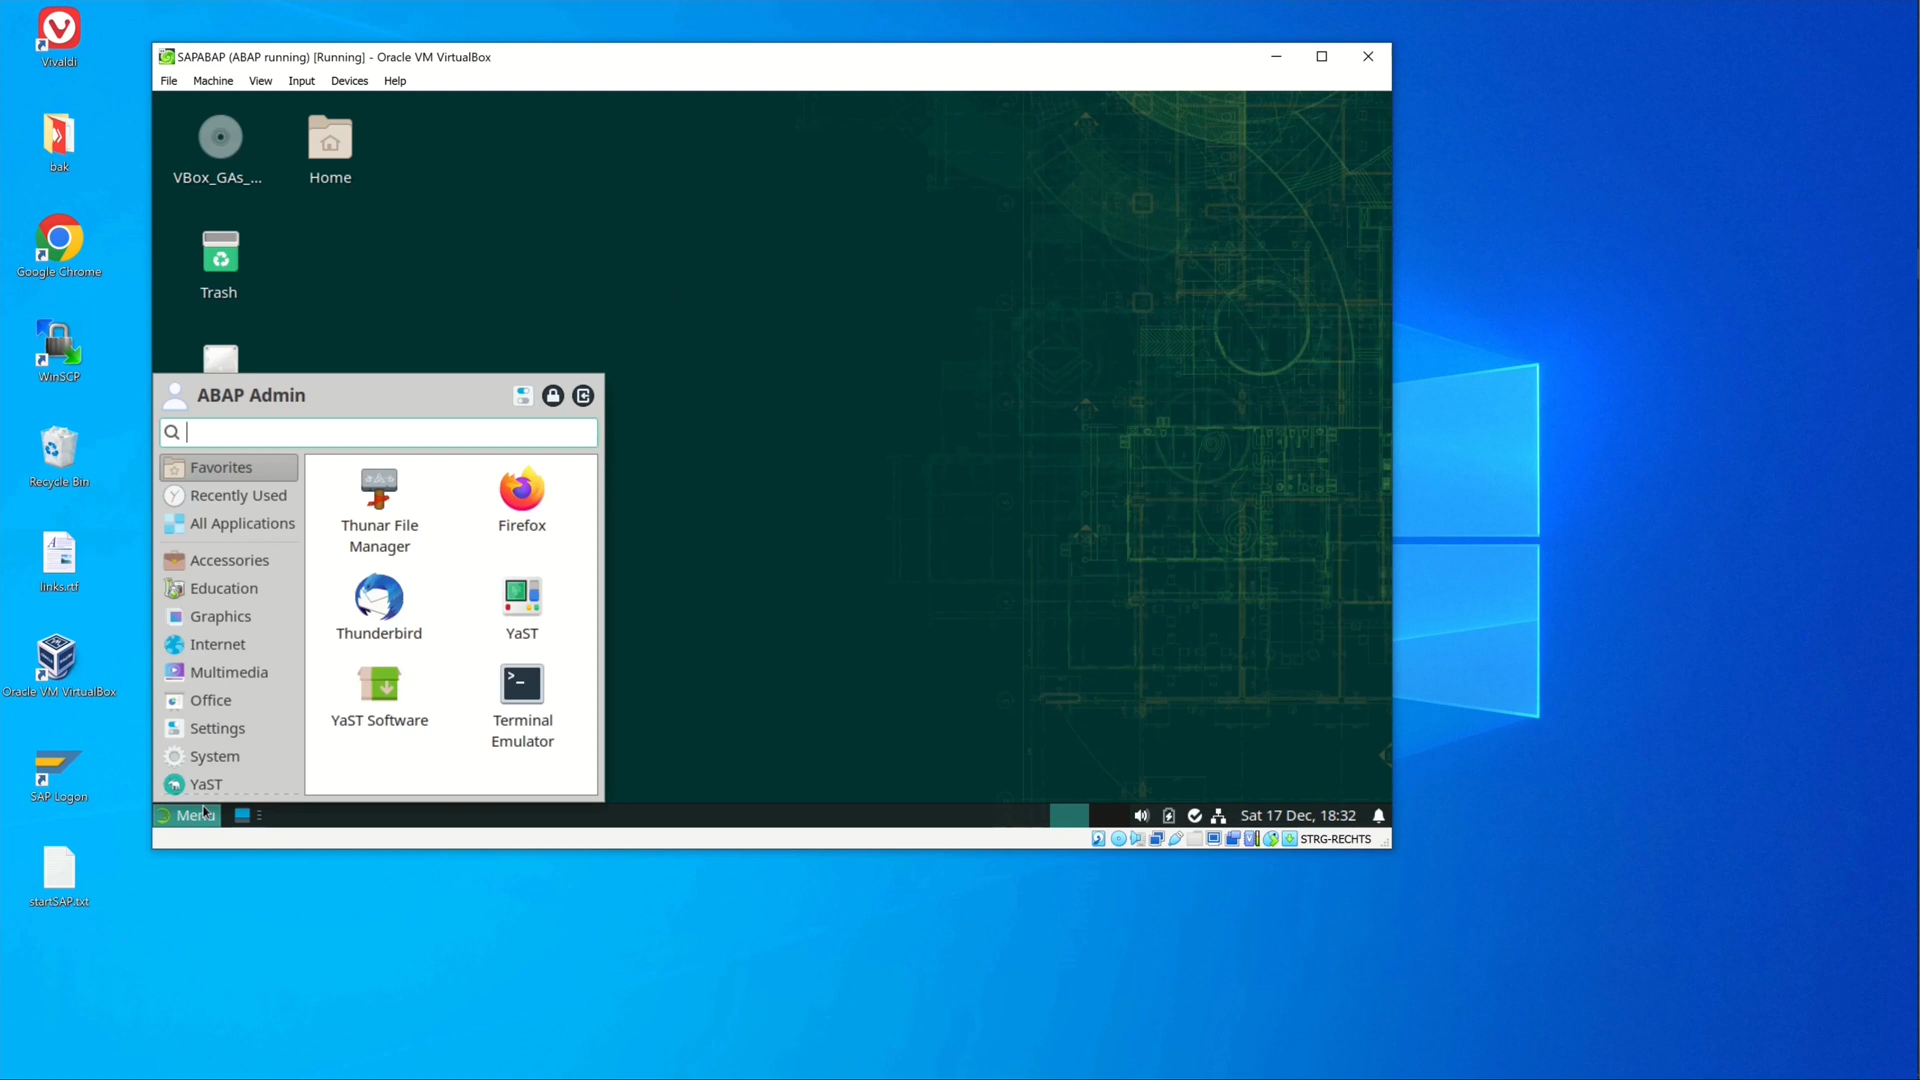 Vivaldi
bak
Google Chrome
WinSCP
Recycle Bin
links.rtf
Oracle VM VirtualBox
SAP Logon
startSAP.txt
SAPABAP (ABAP running) [Running] - Oracle VM VirtualBox
File Machine View Input Devices Help
VBox_GAs_...
Home
Trash
ABAP Admin
Favorites
Recently Used
All Applications
Accessories
Education
Graphics
Internet
Multimedia
Office
Settings
System
YaST
Thunar File
Manager
Firefox
Thunderbird
YaST
YaST Software
Terminal
Emulator
Menu
Sat 17 Dec, 18:32
STRG-RECHTS